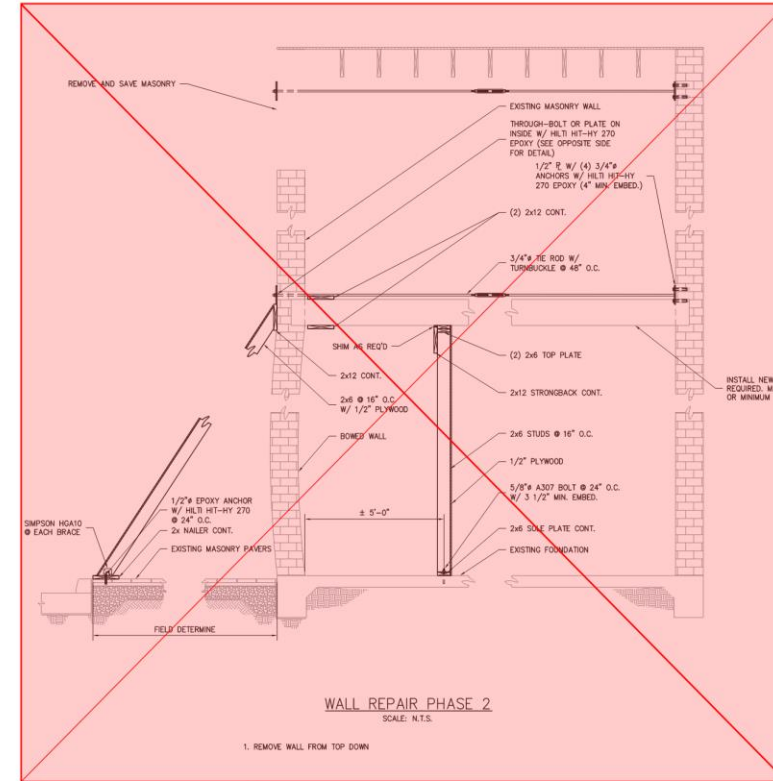 REMOVE AND SAVE MASONRY
EXISTING MASONRY WALL
THROUGH-BOLT OR PLATE ON
INSIDE W/ HILTI HIT-HY 270
EPOXY (SEE OPPOSITE SIDE
FOR DETAIL)
1/2" ℄ W/ (4) 3/4"ø
ANCHORS W/ HILTI HIT-HY
270 EPOXY (4" MIN. EMBED.)
(2) 2x12 CONT.
3/4"ø TIE ROD W/
TURNBUCKLE @ 48" O.C.
SHIM AS REQ'D
(2) 2x6 TOP PLATE
2x12 CONT.
2x12 STRONGBACK CONT.
INSTALL NEW
REQUIRED. M
OR MINIMUM
2x6 @ 16" O.C.
W/ 1/2" PLYWOOD
BOWED WALL
2x6 STUDS @ 16" O.C.
1/2" PLYWOOD
5/8"ø A307 BOLT @ 24" O.C.
W/ 3 1/2" MIN. EMBED.
1/2"ø EPOXY ANCHOR
W/ HILTI HIT-HY 270
@ 24" O.C.
SIMPSON HGA10
@ EACH BRACE
2x NAILER CONT.
± 5'-0"
2x6 SOLE PLATE CONT.
EXISTING MASONRY PAVERS
EXISTING FOUNDATION
FIELD DETERMINE
WALL REPAIR PHASE 2
SCALE: N.T.S.
1. REMOVE WALL FROM TOP DOWN